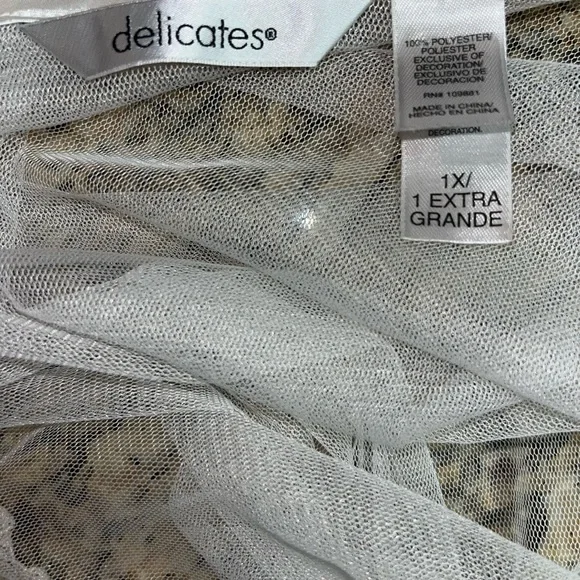 delicates®
100% POLYESTER/
POLIESTER
EXCLUSIVE OF
DECORATION/
EXCLUSIVO DE
DECORACION
RN# 109881
MADE IN CHINA/
HECHO EN CHINA
DECORATION.
1X/
1 EXTRA
GRANDE